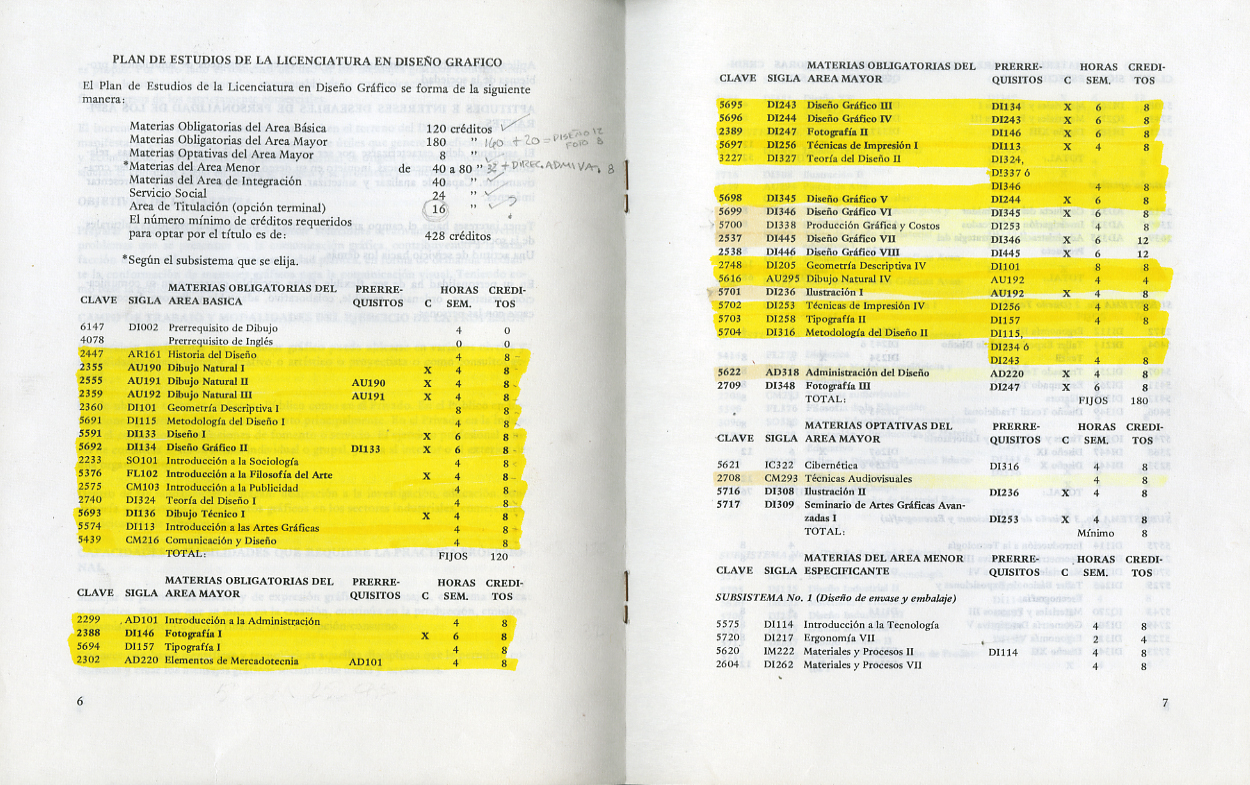 PLAN DE ESTUDIOS DE LA LICENCIATURA EN DISEÑO GRAFICO
El Plan de Estudios de la Licenciatura en Diseño Gráfico se forma de la siguiente
manera:
Materias Obligatorias del Area Básica 120 créditos
Materias Obligatorias del Area Mayor 180 " 160 + 20 = DISEÑO 12
FOTO 8
Materias Optativas del Area Mayor 8 "
*Materias del Area Menor de 40 a 80 " 32 + DIREC. ADMIVA. 8
Materias del Area de Integración 40 "
Servicio Social 24 "
Area de Titulación (opción terminal) 16 "
El número mínimo de créditos requeridos
para optar por el título es de: 428 créditos
*Según el subsistema que se elija.
MATERIAS OBLIGATORIAS DEL PRERRE- HORAS CREDI-
CLAVE SIGLA AREA BASICA QUISITOS C SEM. TOS
6147 DI002 Prerrequisito de Dibujo 4 0
4078 Prerrequisito de Inglés 0 0
2447 AR161 Historia del Diseño 4 8
2355 AU190 Dibujo Natural I X 4 8
2555 AU191 Dibujo Natural II AU190 X 4 8
2359 AU192 Dibujo Natural III AU191 X 4 8
2360 DI101 Geometría Descriptiva I 8 8
5691 DI115 Metodología del Diseño I 4 8
5591 DI133 Diseño I X 6 8
5692 DI134 Diseño Gráfico II DI133 X 6 8
2233 SO101 Introducción a la Sociología 4 8
5376 FL102 Introducción a la Filosofía del Arte X 4 8
2575 CM103 Introducción a la Publicidad 4 8
2740 DI324 Teoría del Diseño I 4 8
5693 DI136 Dibujo Técnico I X 4 8
5574 DI113 Introducción a las Artes Gráficas 4 8
5439 CM216 Comunicación y Diseño 4 8
TOTAL: FIJOS 120
MATERIAS OBLIGATORIAS DEL PRERRE- HORAS CREDI-
CLAVE SIGLA AREA MAYOR QUISITOS C SEM. TOS
2299 AD101 Introducción a la Administración 4 8
2388 DI146 Fotografía I X 6 8
5694 DI157 Tipografía I 4 8
2302 AD220 Elementos de Mercadotecnia AD101 4 8
6
MATERIAS OBLIGATORIAS DEL PRERRE- HORAS CREDI-
CLAVE SIGLA AREA MAYOR QUISITOS C SEM. TOS
5695 DI243 Diseño Gráfico III DI134 X 6 8
5696 DI244 Diseño Gráfico IV DI243 X 6 8
2389 DI247 Fotografía II DI146 X 6 8
5697 DI256 Técnicas de Impresión I DI113 X 4 8
3227 DI327 Teoría del Diseño II DI324,
DI337 ó
DI346 4 8
5698 DI345 Diseño Gráfico V DI244 X 6 8
5699 DI346 Diseño Gráfico VI DI345 X 6 8
5700 DI338 Producción Gráfica y Costos DI253 4 8
2537 DI445 Diseño Gráfico VII DI346 X 6 12
2538 DI446 Diseño Gráfico VIII DI445 X 6 12
2748 DI205 Geometría Descriptiva IV DI101 8 8
5616 AU295 Dibujo Natural IV AU192 4 4
5701 DI236 Ilustración I AU192 X 4 8
5702 DI253 Técnicas de Impresión IV DI256 4 8
5703 DI258 Tipografía II DI157 4 8
5704 DI316 Metodología del Diseño II DI115,
DI234 ó
DI243 4 8
5622 AD318 Administración del Diseño AD220 X 4 8
2709 DI348 Fotografía III DI247 X 6 8
TOTAL: FIJOS 180
MATERIAS OPTATIVAS DEL PRERRE- HORAS CREDI-
CLAVE SIGLA AREA MAYOR QUISITOS C SEM. TOS
5621 IC322 Cibernética DI316 4 8
2708 CM293 Técnicas Audiovisuales 4 8
5716 DI308 Ilustración II DI236 X 4 8
5717 DI309 Seminario de Artes Gráficas Avan-
zadas I DI253 X 4 8
TOTAL: Mínimo 8
MATERIAS DEL AREA MENOR PRERRE- HORAS CREDI-
CLAVE SIGLA ESPECIFICANTE QUISITOS C SEM. TOS
SUBSISTEMA No. 1 (Diseño de envase y embalaje)
5575 DI114 Introducción a la Tecnología 4 8
5720 DI217 Ergonomía VII 2 4
5620 IM222 Materiales y Procesos II DI114 4 8
2604 DI262 Materiales y Procesos VII 4 8
7